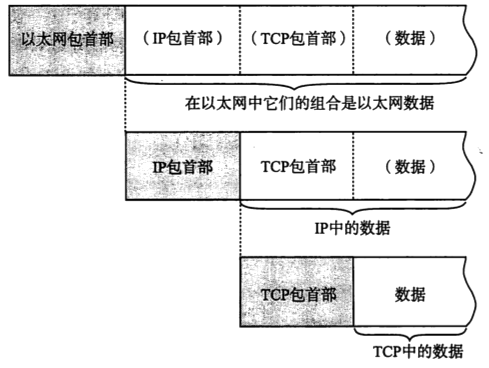 以太网包首部 （IP包首部） （TCP包首部） （数据）
在以太网中它们的组合是以太网数据
IP包首部 TCP包首部 （数据）
IP中的数据
TCP包首部 数据
TCP中的数据